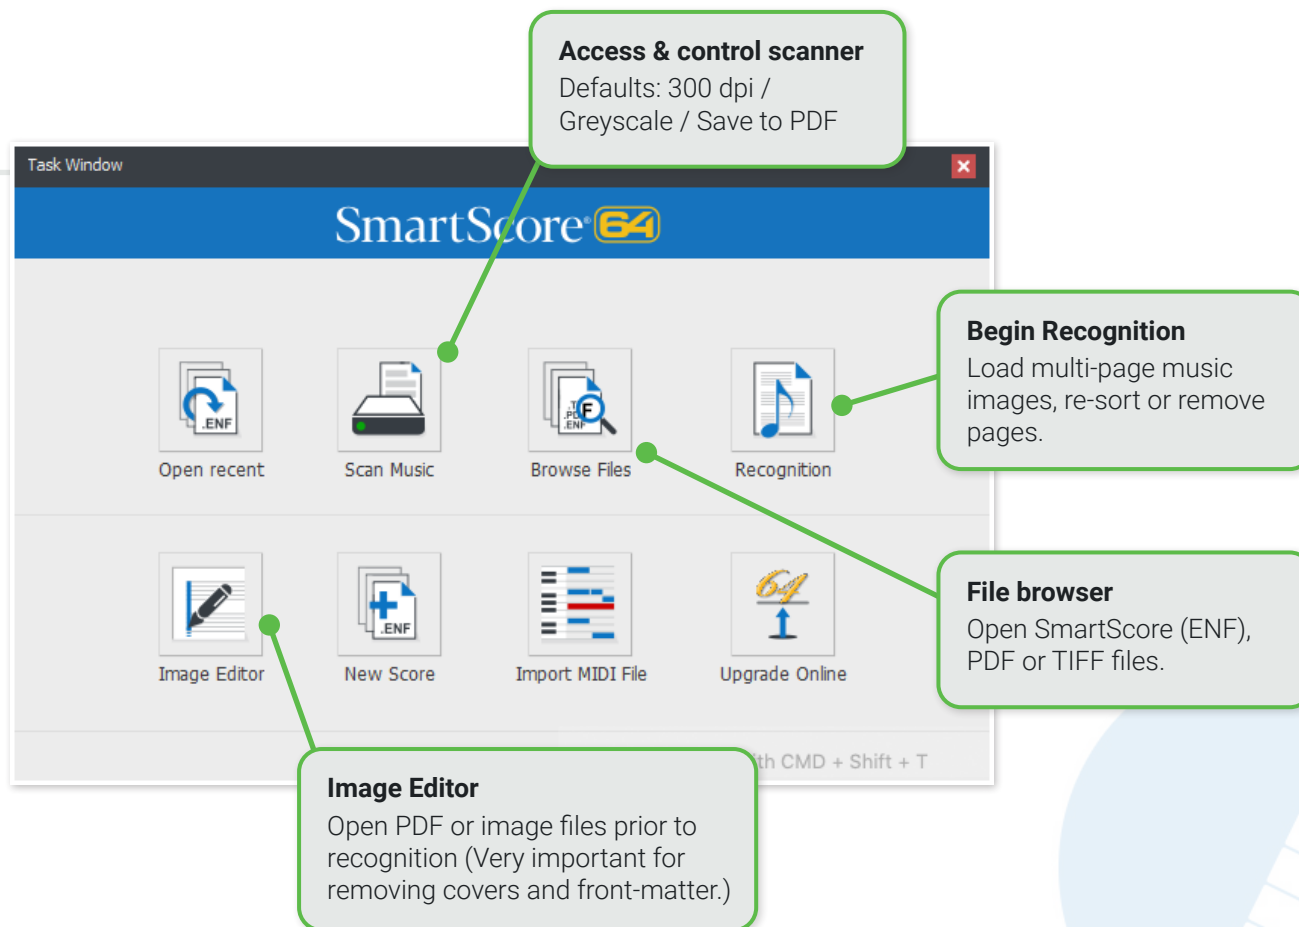 Access & control scanner
Defaults: 300 dpi /
Greyscale / Save to PDF
Task Window
SmartScore® 64
Begin Recognition
Load multi-page music
images, re-sort or remove
pages.
.ENF
F
.ENF
Open recent
Scan Music
Browse Files
Recognition
File browser
Open SmartScore (ENF),
PDF or TIFF files.
.ENF
64
Image Editor
New Score
Import MIDI File
Upgrade Online
CMD + Shift + T
Image Editor
Open PDF or image files prior to
recognition (Very important for
removing covers and front-matter.)